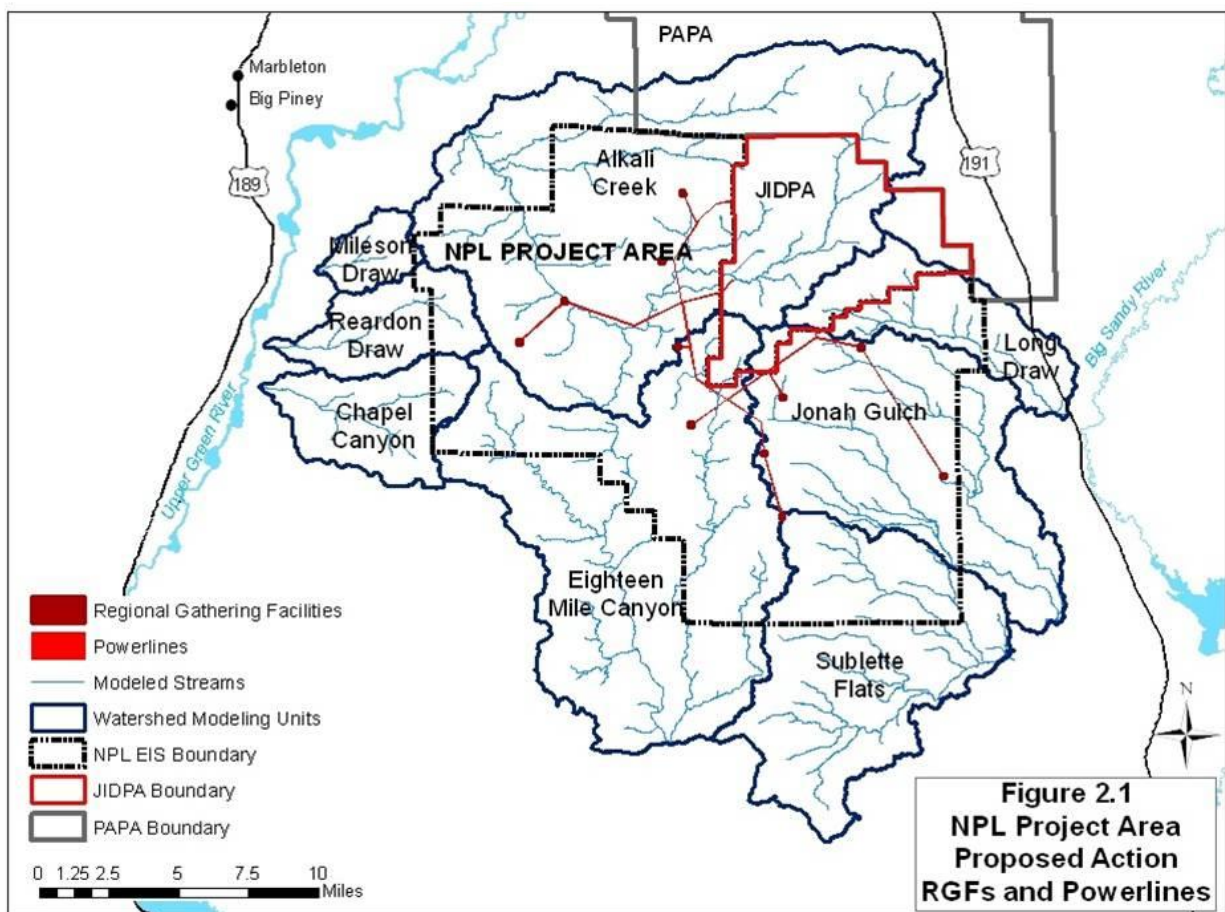 PAPA
Marbleton
Big Piney
189
191
Alkali
Creek
JIDPA
Mileson
Draw
NPL PROJECT AREA
Reardon
Draw
Long
Draw
Big Sandy River
Chapel
Canyon
Jonah Gulch
Upper Green River
Eighteen
Mile Canyon
Sublette
Flats
Regional Gathering Facilities
Powerlines
Modeled Streams
Watershed Modeling Units
NPL EIS Boundary
JIDPA Boundary
PAPA Boundary
0 1.25 2.5 5 7.5 10
Miles
N
Figure 2.1
NPL Project Area
Proposed Action
RGFs and Powerlines